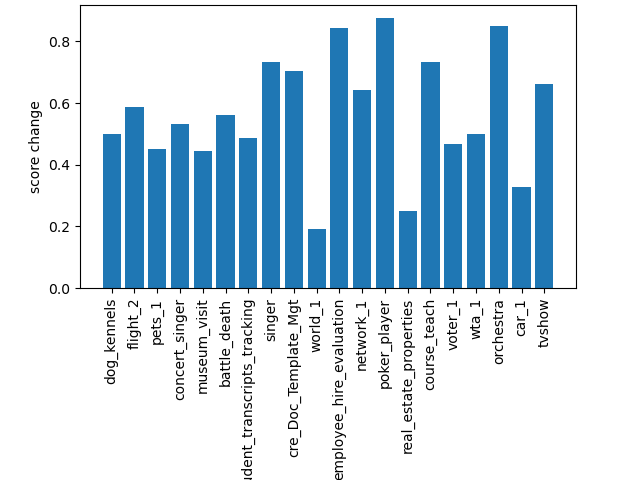 score change
0.8
0.6
0.4
0.2
0.0
dog_kennels
flight_2
pets_1
concert_singer
museum_visit
battle_death
udent_transcripts_tracking
singer
cre_Doc_Template_Mgt
world_1
employee_hire_evaluation
network_1
poker_player
real_estate_properties
course_teach
voter_1
wta_1
orchestra
car_1
tvshow